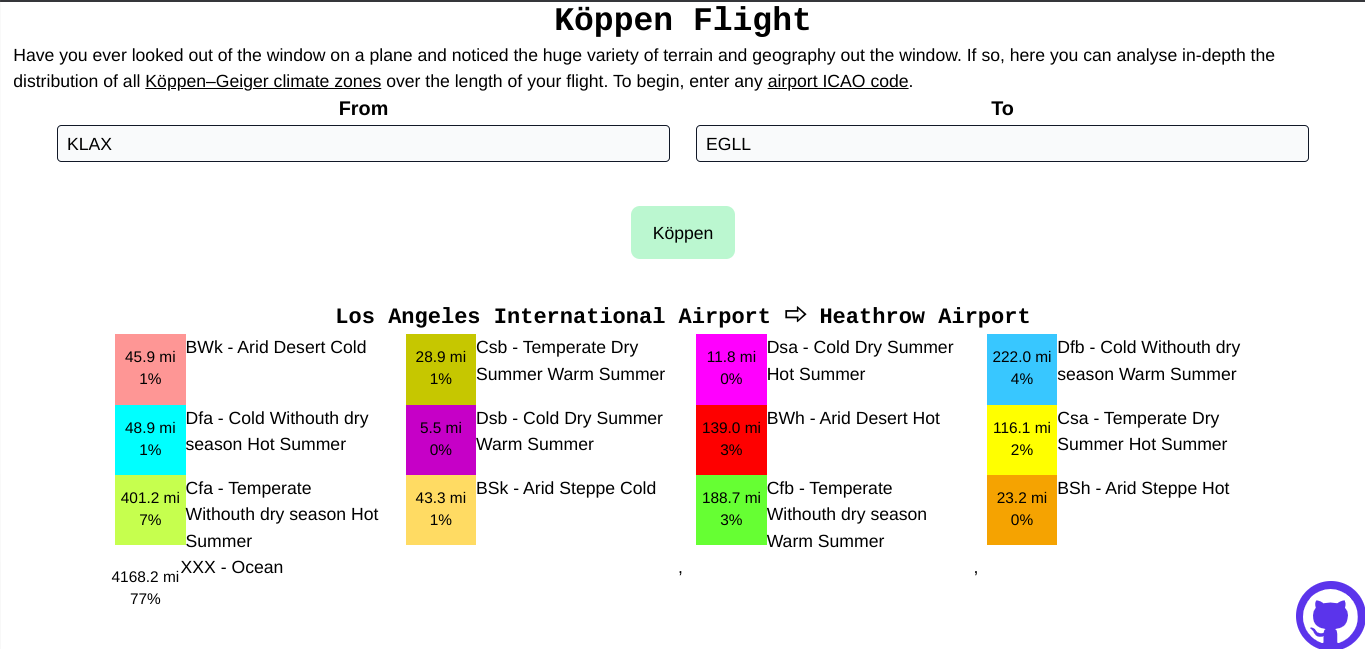 Köppen Flight
Have you ever looked out of the window on a plane and noticed the huge variety of terrain and geography out the window. If so, here you can analyse in-depth the
distribution of all Köppen–Geiger climate zones over the length of your flight. To begin, enter any airport ICAO code.
From
To
KLAX
EGLL
Köppen
Los Angeles International Airport ⇨ Heathrow Airport
45.9 mi
1%
BWk - Arid Desert Cold
28.9 mi
1%
Csb - Temperate Dry
Summer Warm Summer
11.8 mi
0%
Dsa - Cold Dry Summer
Hot Summer
222.0 mi
4%
Dfb - Cold Withouth dry
season Warm Summer
48.9 mi
1%
Dfa - Cold Withouth dry
season Hot Summer
5.5 mi
0%
Dsb - Cold Dry Summer
Warm Summer
139.0 mi
3%
BWh - Arid Desert Hot
116.1 mi
2%
Csa - Temperate Dry
Summer Hot Summer
401.2 mi
7%
Cfa - Temperate
Withouth dry season Hot
Summer
43.3 mi
1%
BSk - Arid Steppe Cold
188.7 mi
3%
Cfb - Temperate
Withouth dry season
Warm Summer
23.2 mi
0%
BSh - Arid Steppe Hot
4168.2 mi
77%
XXX - Ocean
,
,